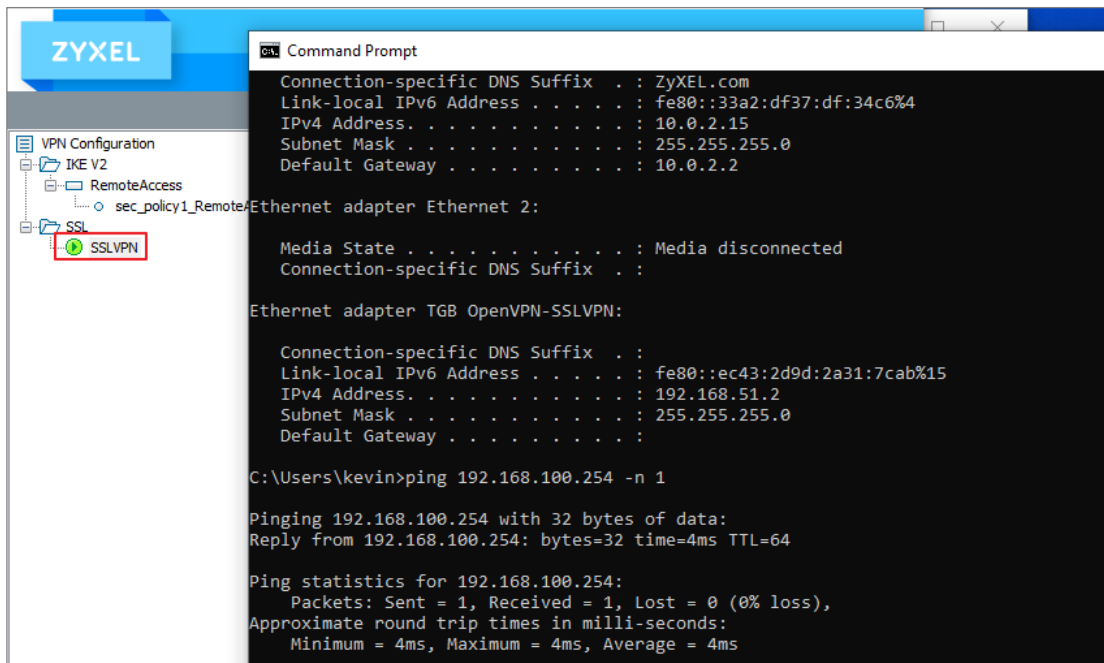 ZYXEL
VPN Configuration
IKE V2
RemoteAccess
sec_policy1_RemoteA
SSL
SSLVPN
Command Prompt
Connection-specific DNS Suffix  . : ZyXEL.com
Link-local IPv6 Address . . . . . : fe80::33a2:df37:df:34c6%4
IPv4 Address. . . . . . . . . . . : 10.0.2.15
Subnet Mask . . . . . . . . . . . : 255.255.255.0
Default Gateway . . . . . . . . . : 10.0.2.2
Ethernet adapter Ethernet 2:
Media State . . . . . . . . . . . : Media disconnected
Connection-specific DNS Suffix  . :
Ethernet adapter TGB OpenVPN-SSLVPN:
Connection-specific DNS Suffix  . :
Link-local IPv6 Address . . . . . : fe80::ec43:2d9d:2a31:7cab%15
IPv4 Address. . . . . . . . . . . : 192.168.51.2
Subnet Mask . . . . . . . . . . . : 255.255.255.0
Default Gateway . . . . . . . . . :
C:\Users\kevin>ping 192.168.100.254 -n 1
Pinging 192.168.100.254 with 32 bytes of data:
Reply from 192.168.100.254: bytes=32 time=4ms TTL=64
Ping statistics for 192.168.100.254:
Packets: Sent = 1, Received = 1, Lost = 0 (0% loss),
Approximate round trip times in milli-seconds:
Minimum = 4ms, Maximum = 4ms, Average = 4ms